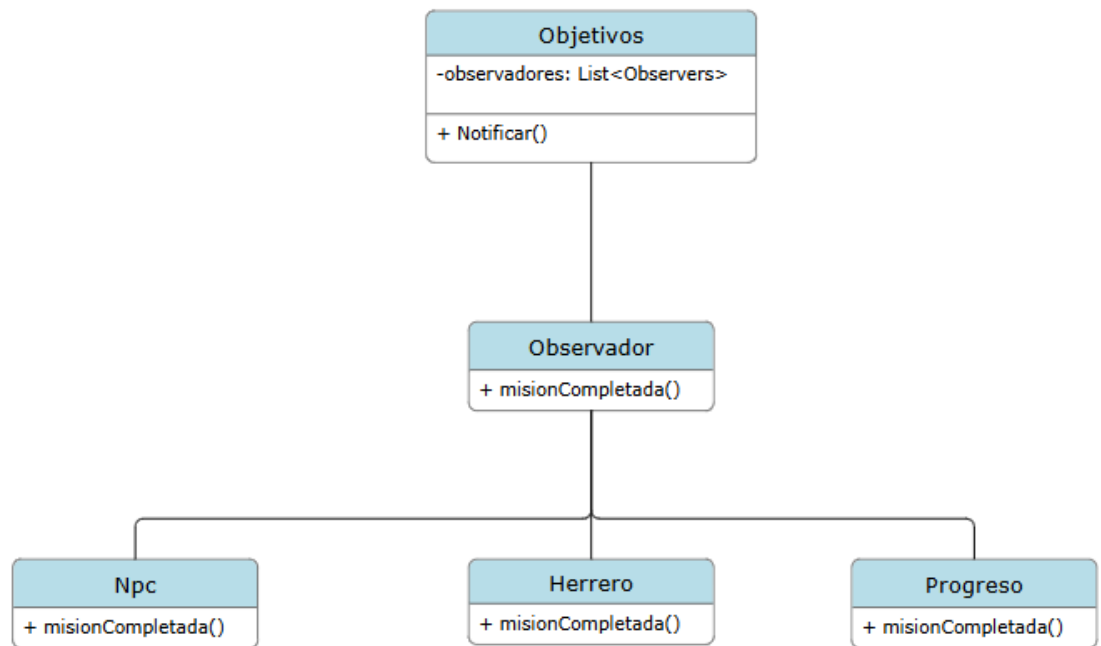 Objetivos
-observadores: List<Observers>
+ Notificar()
Observador
+ misionCompletada()
Npc
+ misionCompletada()
Herrero
+ misionCompletada()
Progreso
+ misionCompletada()